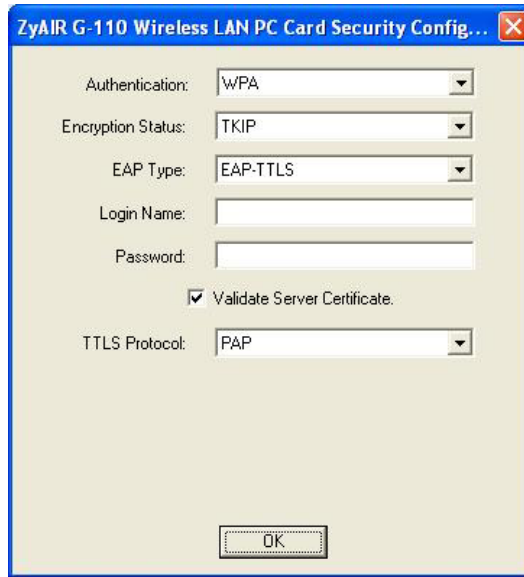 ZyAIR G-110 Wireless LAN PC Card Security Config...
Authentication: WPA
Encryption Status: TKIP
EAP Type: EAP-TTLS
Login Name:
Password:
Validate Server Certificate.
TTLS Protocol: PAP
OK